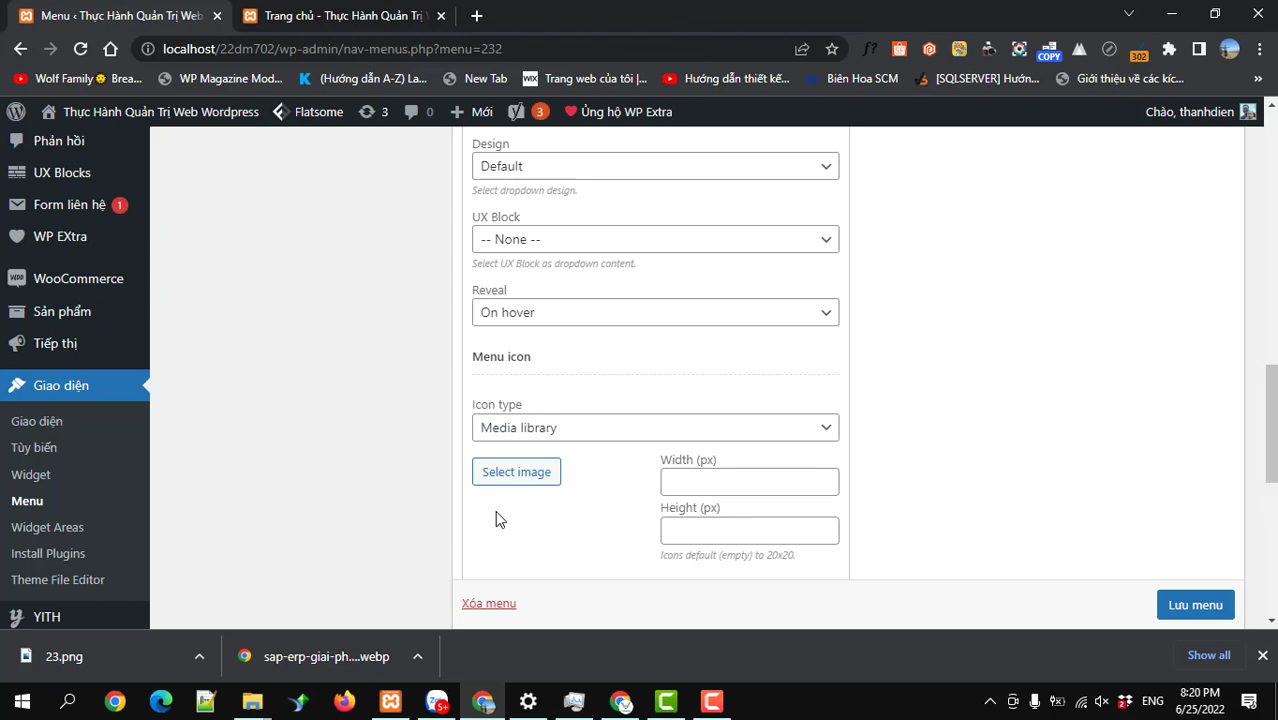 Menu ‹ Thực Hành Quản Trị Web
Trang chủ - Thực Hành Quản Trị W
localhost/22dm702/wp-admin/nav-menus.php?menu=232
COPY
302
Wolf Family Brea...
WP Magazine Mod...
(Hướng dẫn A-Z) La...
New Tab
WIX
Trang web của tôi |...
Hướng dẫn thiết kế...
Biên Hoa SCM
[SQLSERVER] Hướn...
Giới thiệu về các kíc...
»
Thực Hành Quản Trị Web Wordpress
Flatsome
3
0
Mới
3
Ủng hộ WP Extra
Chào, thanhdien
Phản hồi
UX Blocks
Form liên hệ 1
WP EXtra
WooCommerce
Sản phẩm
Tiếp thị
Giao diện
Giao diện
Tùy biến
Widget
Menu
Widget Areas
Install Plugins
Theme File Editor
YITH
Design
Default
Select dropdown design.
UX Block
-- None --
Select UX Block as dropdown content.
Reveal
On hover
Menu icon
Icon type
Media library
Select image
Width (px)
Height (px)
Icons default (empty) to 20x20.
Xóa menu
Lưu menu
23.png
sap-erp-giai-ph....webp
Show all
5+
2
ENG
8:20 PM
6/25/2022